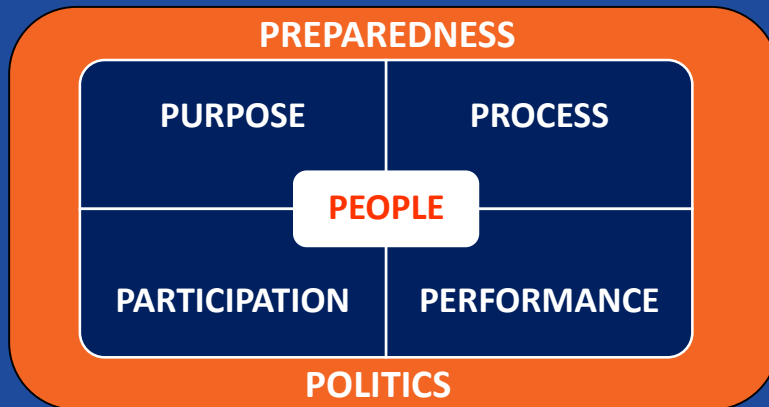 PREPAREDNESS
PURPOSE PROCESS
PEOPLE
PARTICIPATION PERFORMANCE
POLITICS